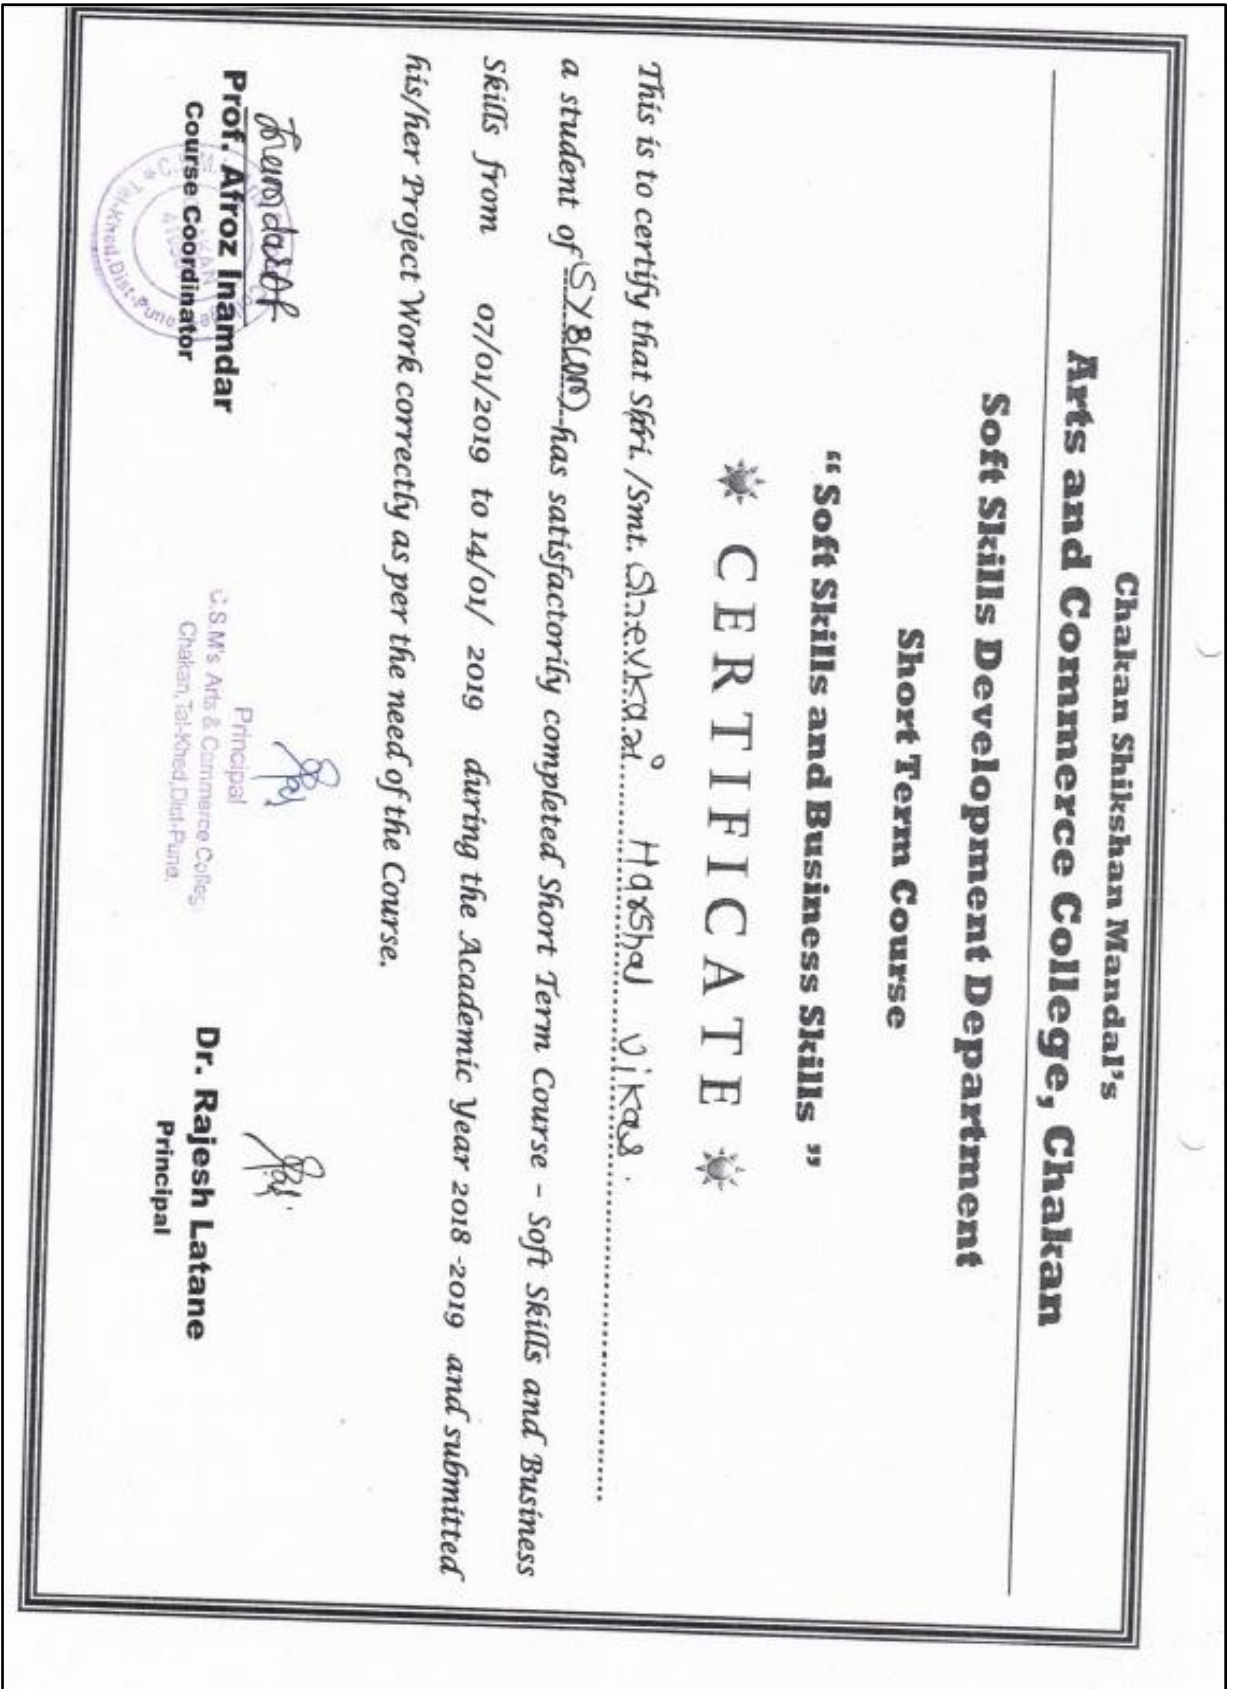 Chakan Shikshan Mandal's
Arts and Commerce College, Chakan
Soft Skills Development Department
Short Term Course
“ Soft Skills and Business Skills ”
CERTIFICATE
This is to certify that Shri. /Smt. Harshal Vikas.
a student of SYBCOM has satisfactorily completed Short Term Course – Soft Skills and Business
Skills from 07/01/2019 to 14/01/ 2019 during the Academic Year 2018 -2019 and submitted
his/her Project Work correctly as per the need of the Course.
Prof. Afroz Inamdar
Course Coordinator
Tal-Khed, Dist-Pune
Principal
C.S.M's Arts & Commerce College
Chakan, Tal-Khed, Dist-Pune.
Dr. Rajesh Latane
Principal